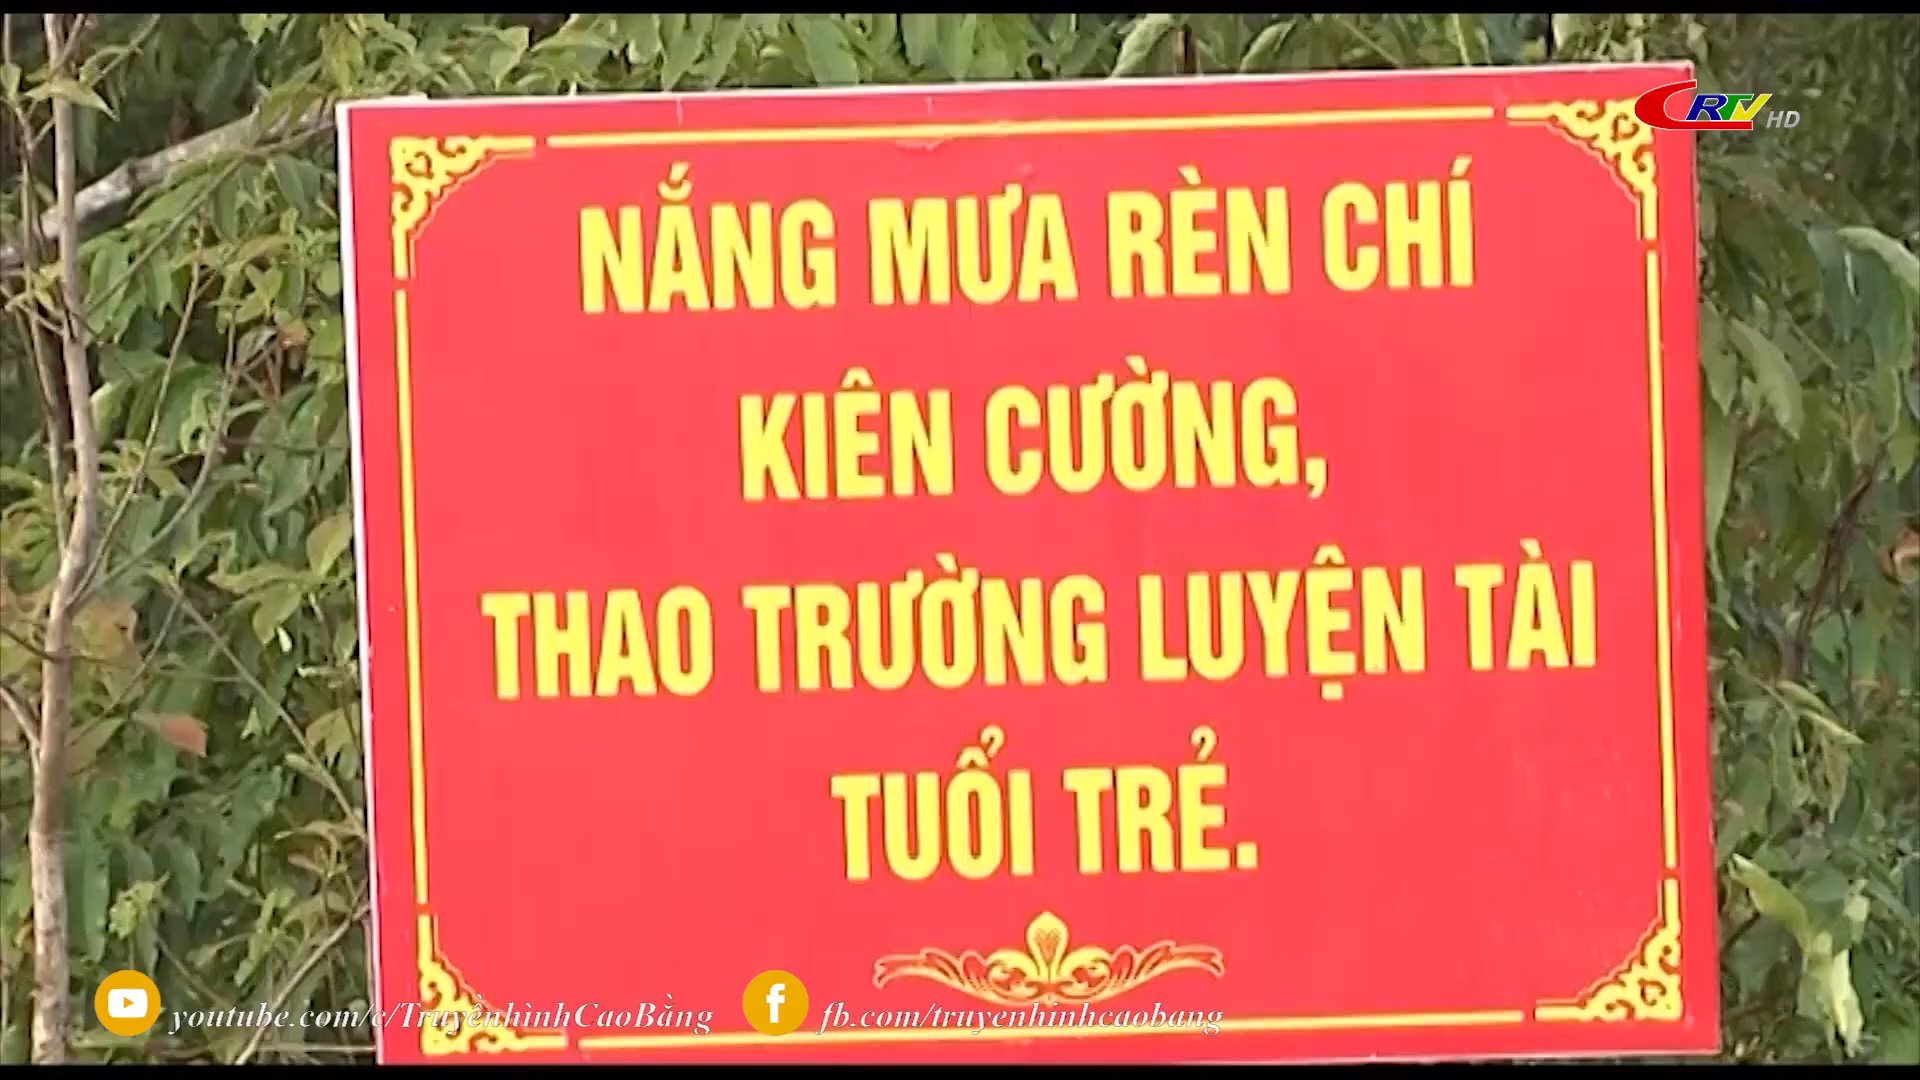 CRTV HD
NẮNG MƯA RÈN CHÍ
KIÊN CƯỜNG,
THAO TRƯỜNG LUYỆN TÀI
TUỔI TRẺ.
youtube.com/c/TruyềnhìnhCaoBằng
fb.com/truyenhinhcaobang